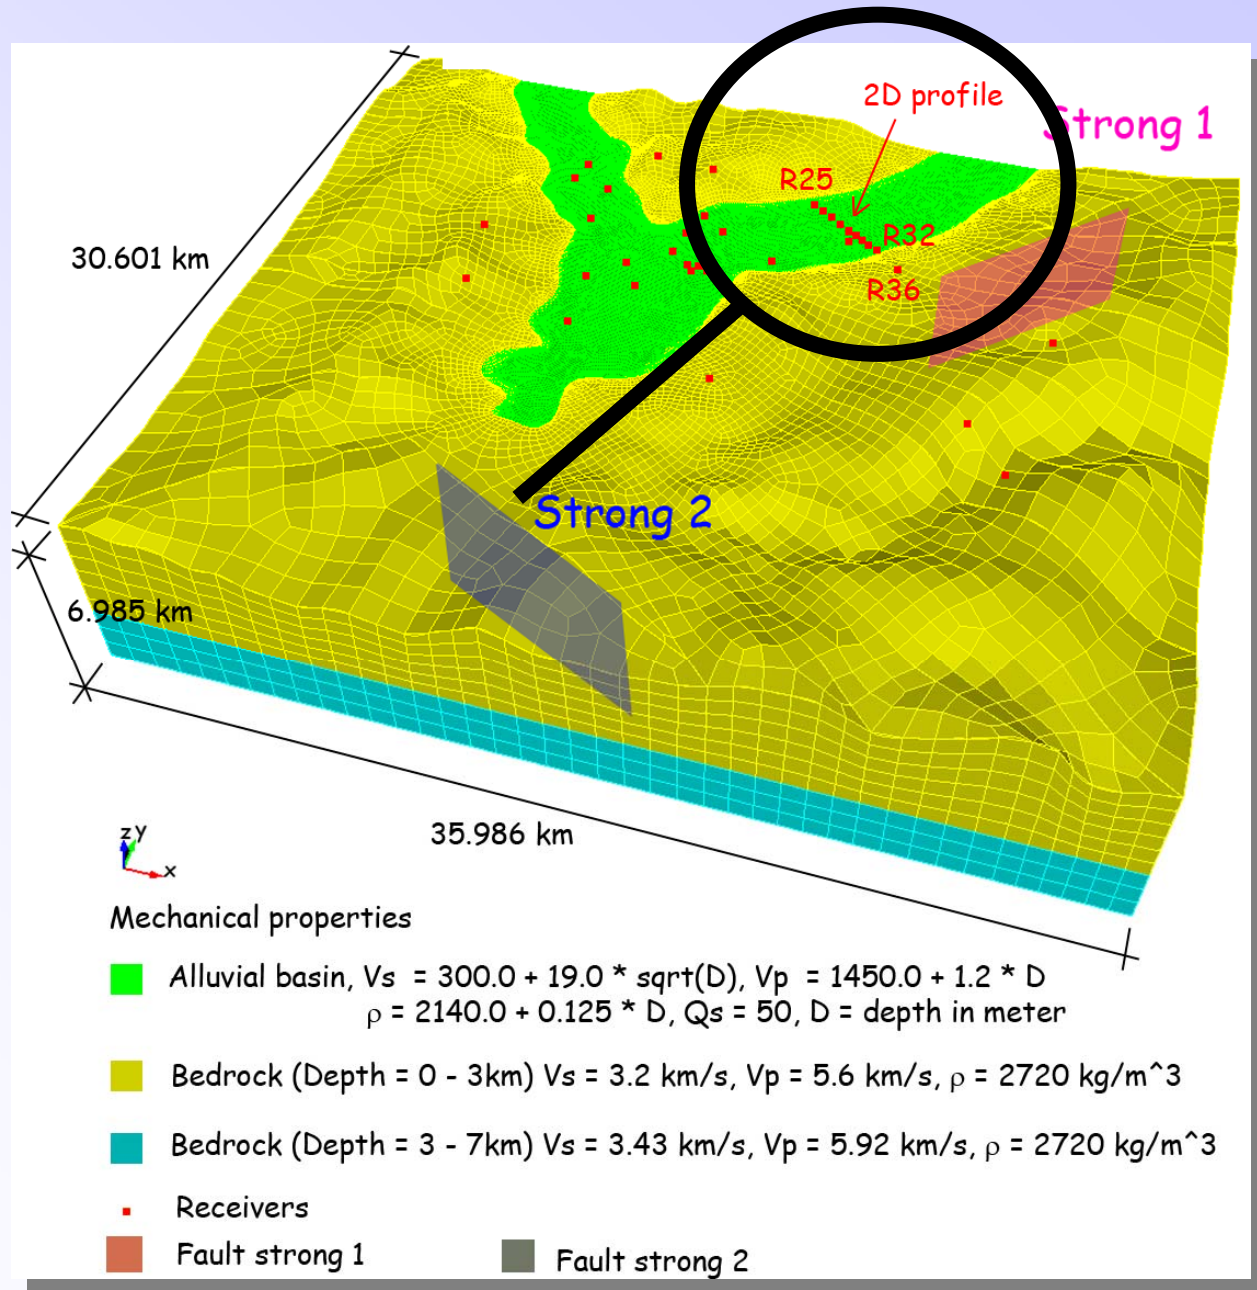 2D profile
Strong 1
R25
R32
R36
30.601 km
Strong 2
6.985 km
35.986 km
z y
x
Mechanical properties
Alluvial basin, Vs = 300.0 + 19.0 * sqrt(D), Vp = 1450.0 + 1.2 * D
ρ = 2140.0 + 0.125 * D, Qs = 50, D = depth in meter
Bedrock (Depth = 0 - 3km) Vs = 3.2 km/s, Vp = 5.6 km/s, ρ = 2720 kg/m^3
Bedrock (Depth = 3 - 7km) Vs = 3.43 km/s, Vp = 5.92 km/s, ρ = 2720 kg/m^3
Receivers
Fault strong 1
Fault strong 2